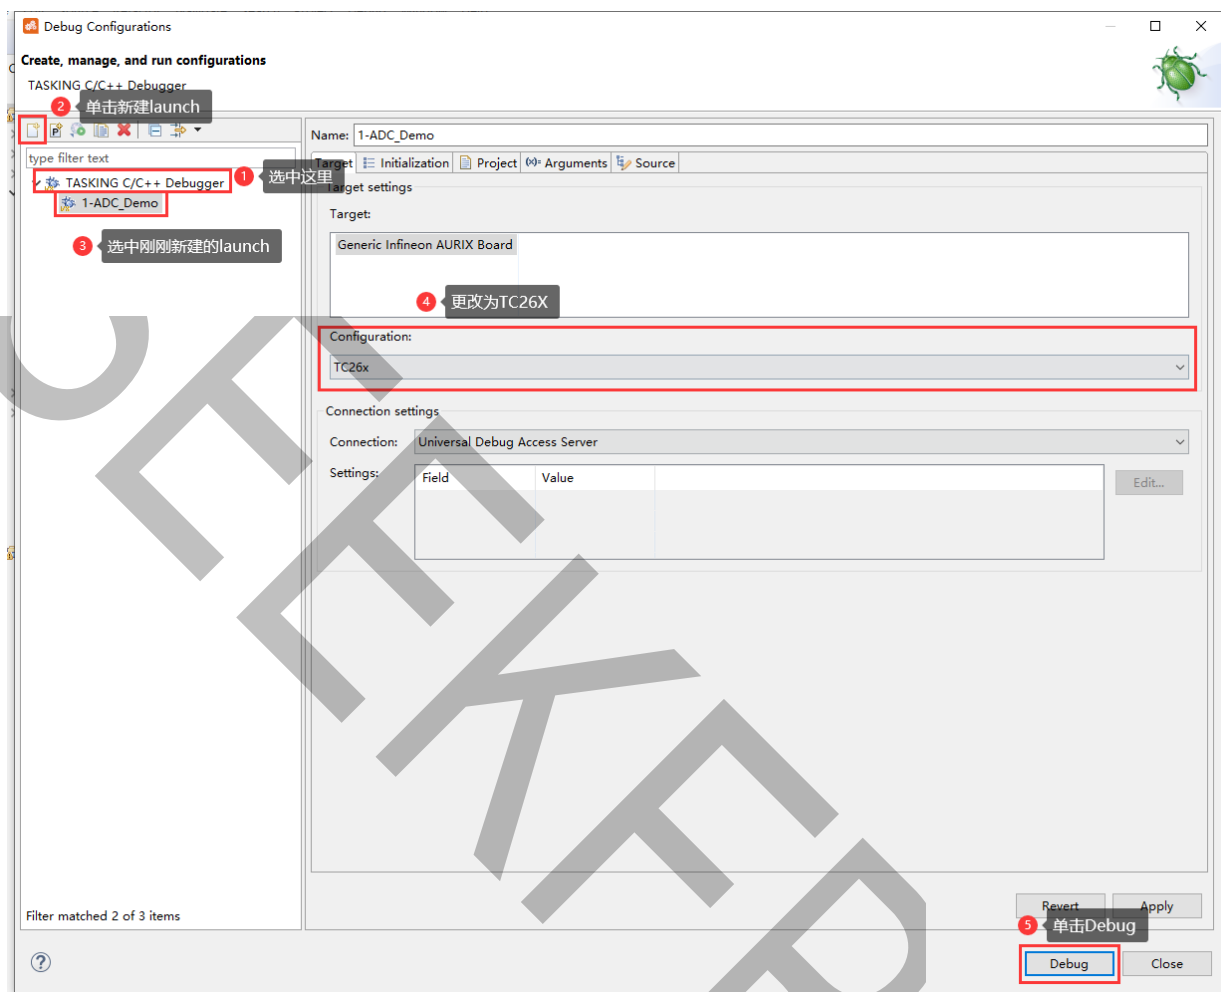 Debug Configurations
Create, manage, and run configurations
TASKING C/C++ Debugger
2 单击新建launch
type filter text
TASKING C/C++ Debugger
1 选中这里
1-ADC_Demo
3 选中刚刚新建的launch
Filter matched 2 of 3 items
Name: 1-ADC_Demo
Target Initialization Project Arguments Source
Target settings
Target:
Generic Infineon AURIX Board
4 更改为TC26X
Configuration:
TC26x
Connection settings
Connection: Universal Debug Access Server
Settings: Field Value
Edit...
Revert Apply
5 单击Debug
Debug Close